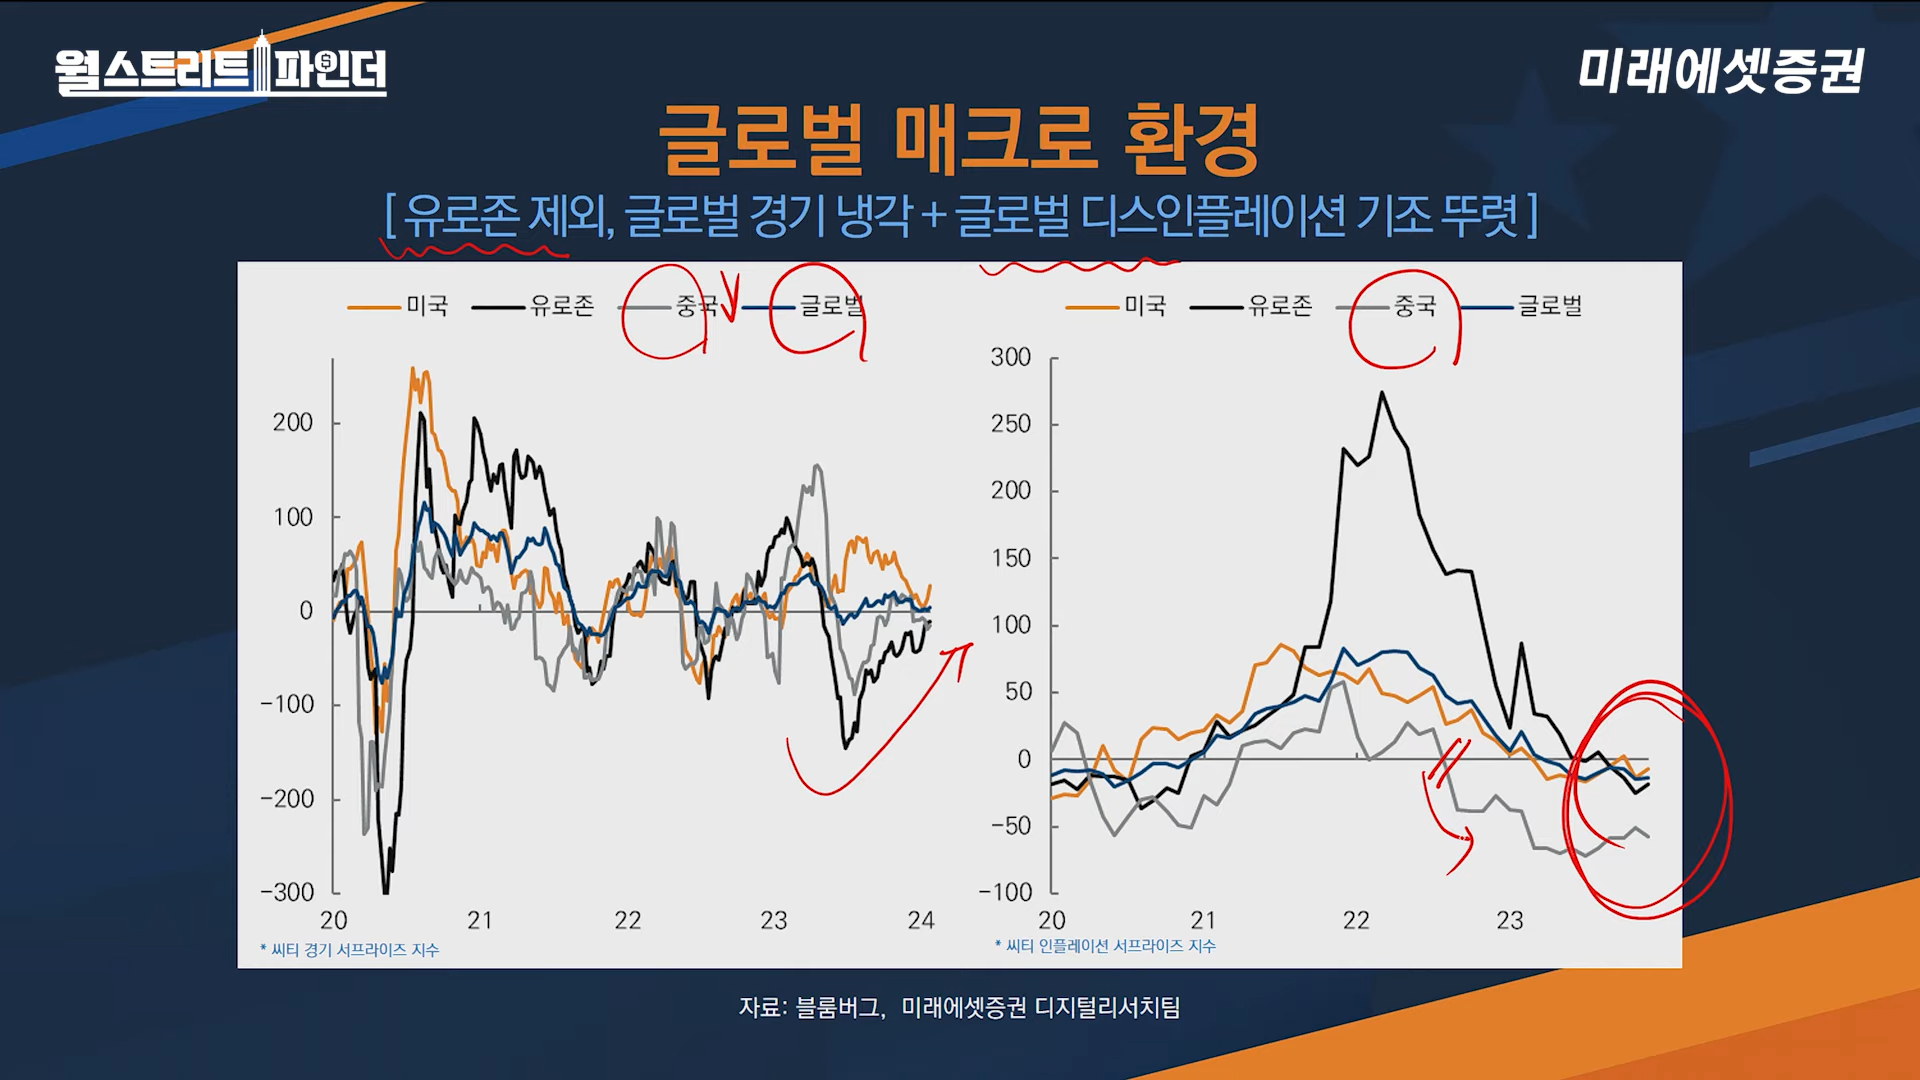 월스트리트 파인더
미래에셋증권
글로벌 매크로 환경
[ 유로존 제외, 글로벌 경기 냉각 + 글로벌 디스인플레이션 기조 뚜렷 ]
미국 유로존 중국 글로벌
200
100
0
-100
-200
-300
20 21 22 23 24
* 씨티 경기 서프라이즈 지수
미국 유로존 중국 글로벌
300
250
200
150
100
50
0
-50
-100
20 21 22 23
* 씨티 인플레이션 서프라이즈 지수
자료: 블룸버그, 미래에셋증권 디지털리서치팀